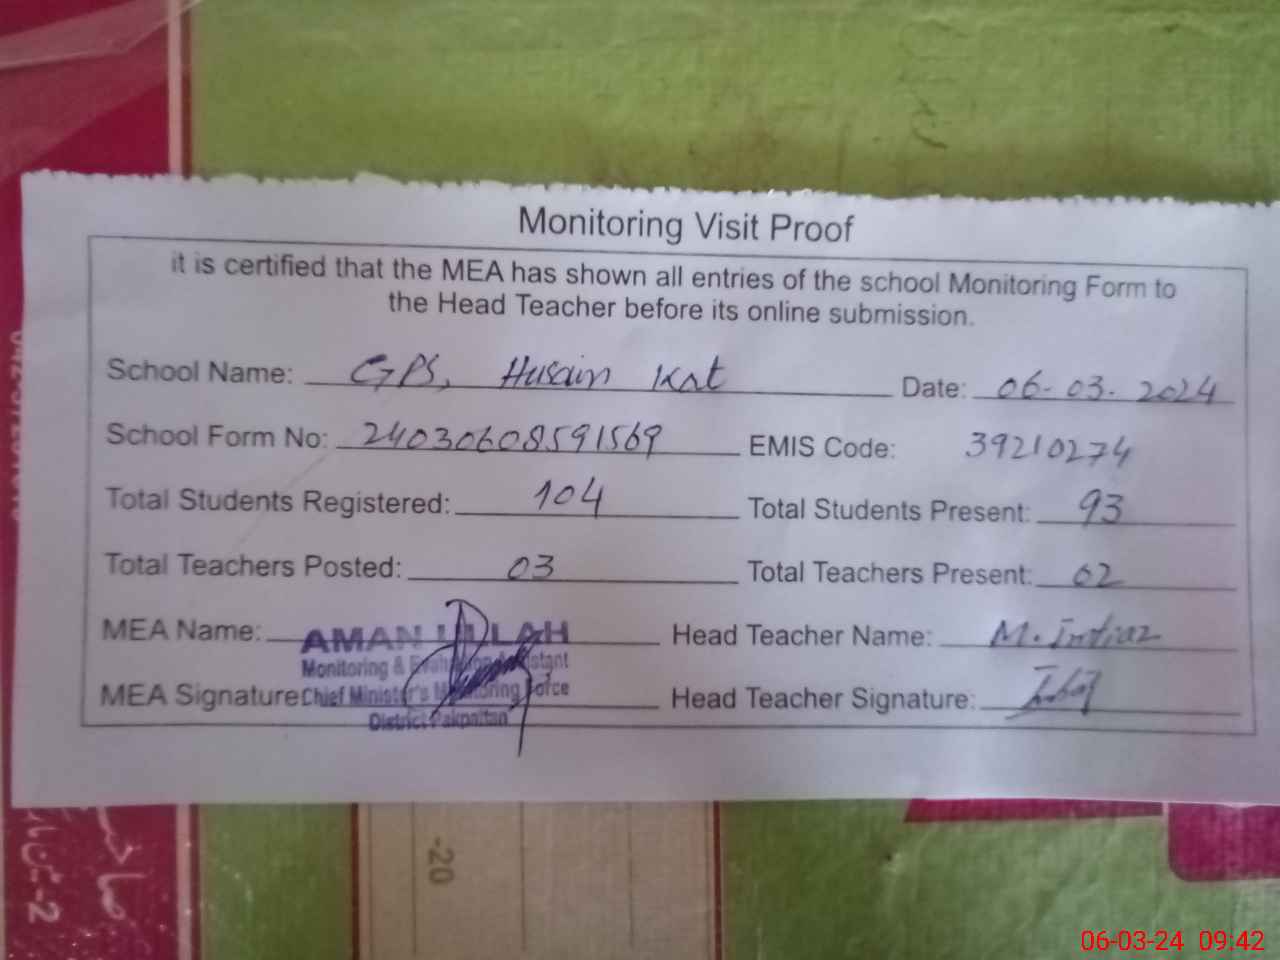 Monitoring Visit Proof
it is certified that the MEA has shown all entries of the school Monitoring Form to
the Head Teacher before its online submission.
School Name: GPS, Husain Kot Date: 06-03-2024
School Form No: 24030608591569 EMIS Code: 39210274
Total Students Registered: 104 Total Students Present: 93
Total Teachers Posted: 03 Total Teachers Present: 02
MEA Name: AMAN ULLAH Head Teacher Name: M. Imtiaz
Monitoring & Evaluation Assistant
MEA Signature Chief Minister's Monitoring Force Head Teacher Signature:
District Pakpattan
-20
06-03-24 09:42